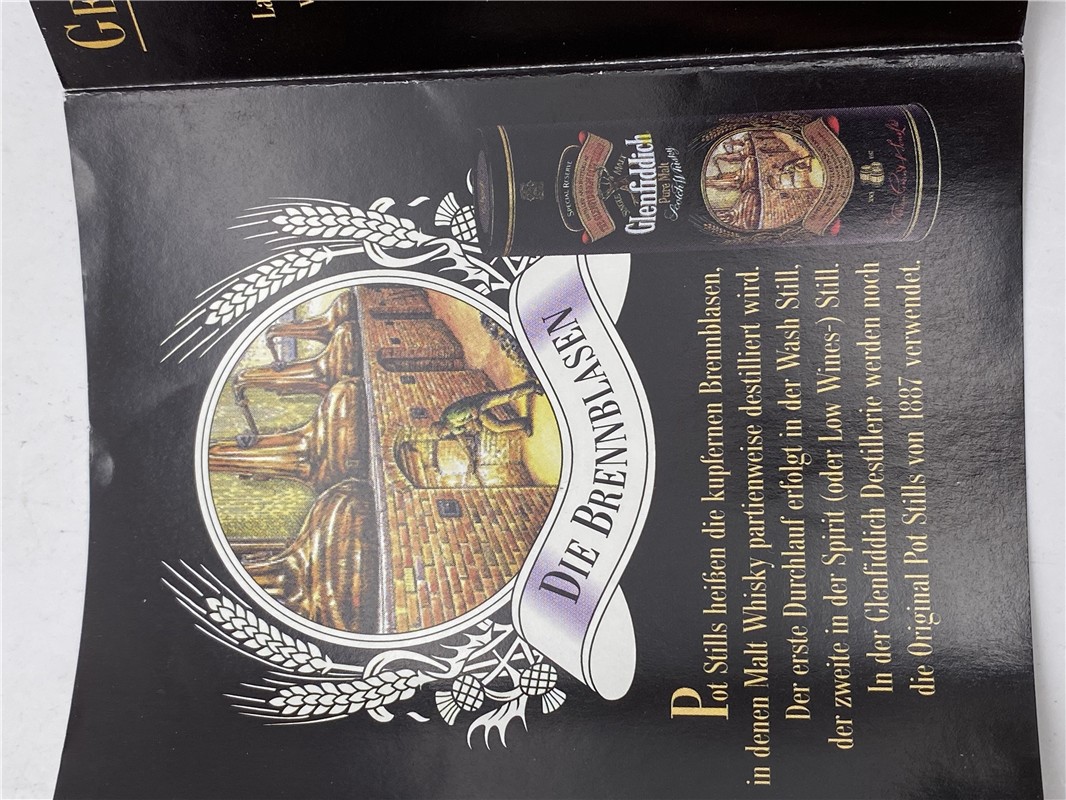 DIE BRENNBLASEN
SPECIAL RESERVE
SINGLE MALT
Glenfiddich
Pure Malt
Scotch Whisky
Pot Stills heißen die kupfernen Brennblasen,
in denen Malt Whisky partienweise destilliert wird.
Der erste Durchlauf erfolgt in der Wash Still,
der zweite in der Spirit (oder Low Wines-) Still.
In der Glenfiddich Destillerie werden noch
die Original Pot Stills von 1887 verwendet.